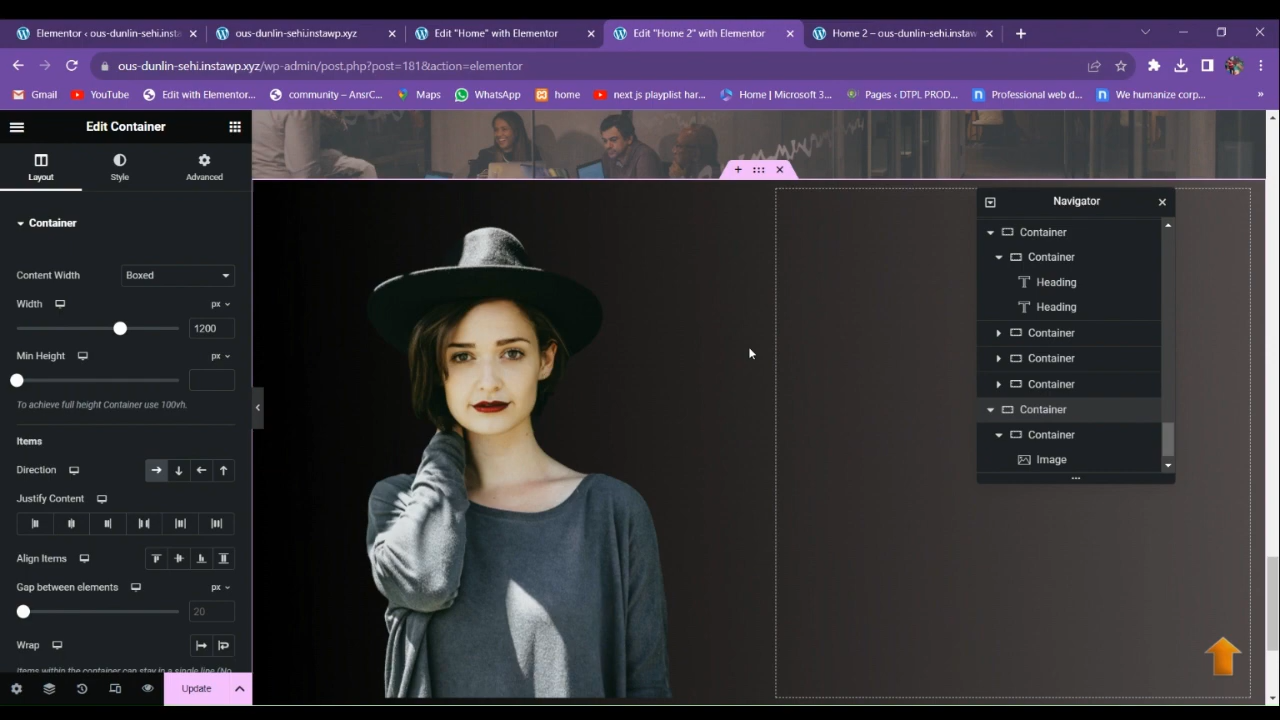 Elementor ‹ ous-dunlin-sehi.insta
ous-dunlin-sehi.instawp.xyz
Edit "Home" with Elementor
Edit "Home 2" with Elementor
Home 2 – ous-dunlin-sehi.instaw
ous-dunlin-sehi.instawp.xyz/wp-admin/post.php?post=181&action=elementor
Gmail
YouTube
Edit with Elementor...
community – AnsrC...
Maps
WhatsApp
home
next js playlist har...
Home | Microsoft 3...
Pages ‹ DTPL PROD...
Professional web d...
We humanize corp...
»
Edit Container
Layout
Style
Advanced
Container
Content Width
Boxed
Width
px
1200
Min Height
px
To achieve full height Container use 100vh.
Items
Direction
Justify Content
Align Items
Gap between elements
px
20
Wrap
Items within the container can stay in a single line (No
Update
Navigator
Container
Container
Heading
Heading
Container
Container
Container
Container
Container
Image